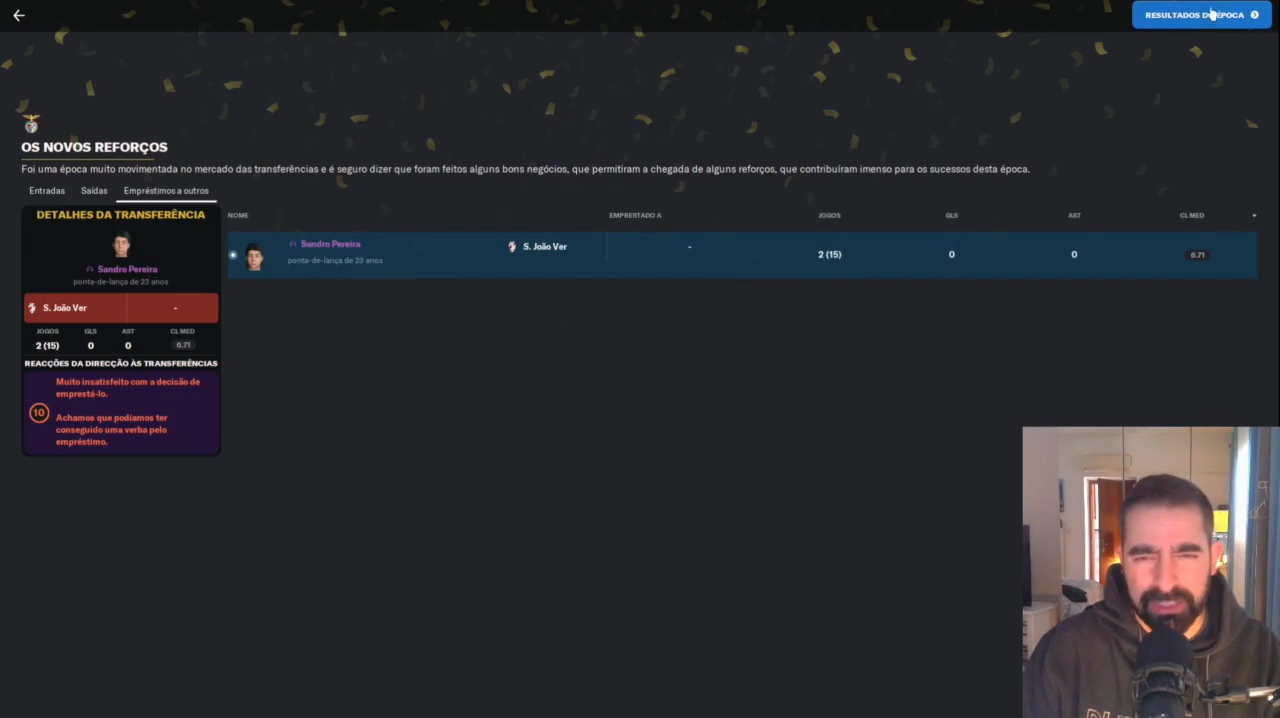 RESULTADOS D ÉPOCA
OS NOVOS REFORÇOS
Foi uma época muito movimentada no mercado das transferências e é seguro dizer que foram feitos alguns bons negócios, que permitiram a chegada de alguns reforços, que contribuíram imenso para os sucessos desta época.
Entradas Saídas Empréstimos a outros
DETALHES DA TRANSFERÊNCIA
Sandro Pereira
ponta-de-lança de 23 anos
S. João Ver -
JOGOS GLS AST CL MED
2 (15) 0 0 6.71
REACÇÕES DA DIRECÇÃO ÀS TRANSFERÊNCIAS
10
Muito insatisfeito com a decisão de
emprestá-lo.
Achamos que podíamos ter
conseguido uma verba pelo
empréstimo.
NOME EMPRESTADO A JOGOS GLS AST CL MED
Sandro Pereira
ponta-de-lança de 23 anos
S. João Ver - 2 (15) 0 0 6.71